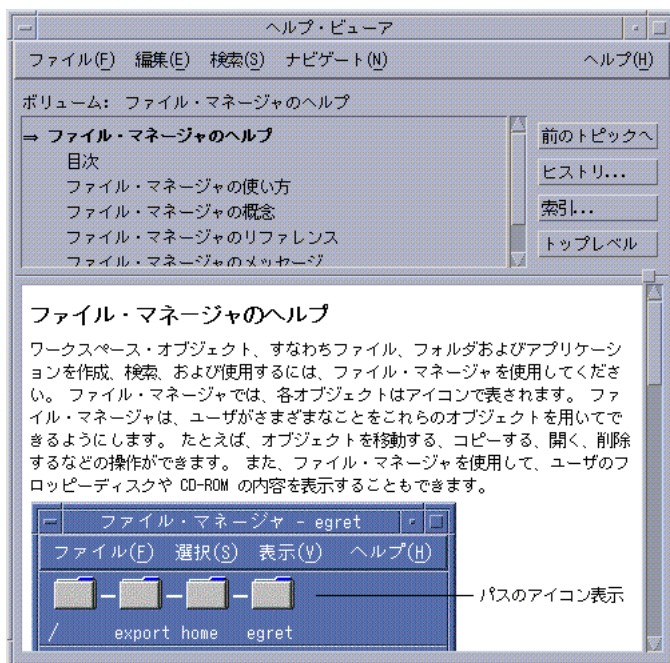 ヘルプ・ビューア
ファイル(F) 編集(E) 検索(S) ナビゲート(N) ヘルプ(H)
ボリューム: ファイル・マネージャのヘルプ
⇒ ファイル・マネージャのヘルプ
目次
ファイル・マネージャの使い方
ファイル・マネージャの概念
ファイル・マネージャのリファレンス
ファイル・マネージャのメッセージ
前のトピックへ
ヒストリ...
索引...
トップレベル
ファイル・マネージャのヘルプ
ワークスペース・オブジェクト、すなわちファイル、フォルダおよびアプリケーシ
ョンを作成、検索、および使用するには、ファイル・マネージャを使用してくださ
い。 ファイル・マネージャでは、各オブジェクトはアイコンで表されます。 ファ
イル・マネージャは、ユーザがさまざまなことをこれらのオブジェクトを用いてで
きるようにします。 たとえば、オブジェクトを移動する、コピーする、開く、削除
するなどの操作ができます。 また、ファイル・マネージャを使用して、ユーザのフ
ロッピーディスクや CD-ROM の内容を表示することもできます。
ファイル・マネージャ - egret
ファイル(F) 選択(S) 表示(V) ヘルプ(H)
パスのアイコン表示
/ export home egret